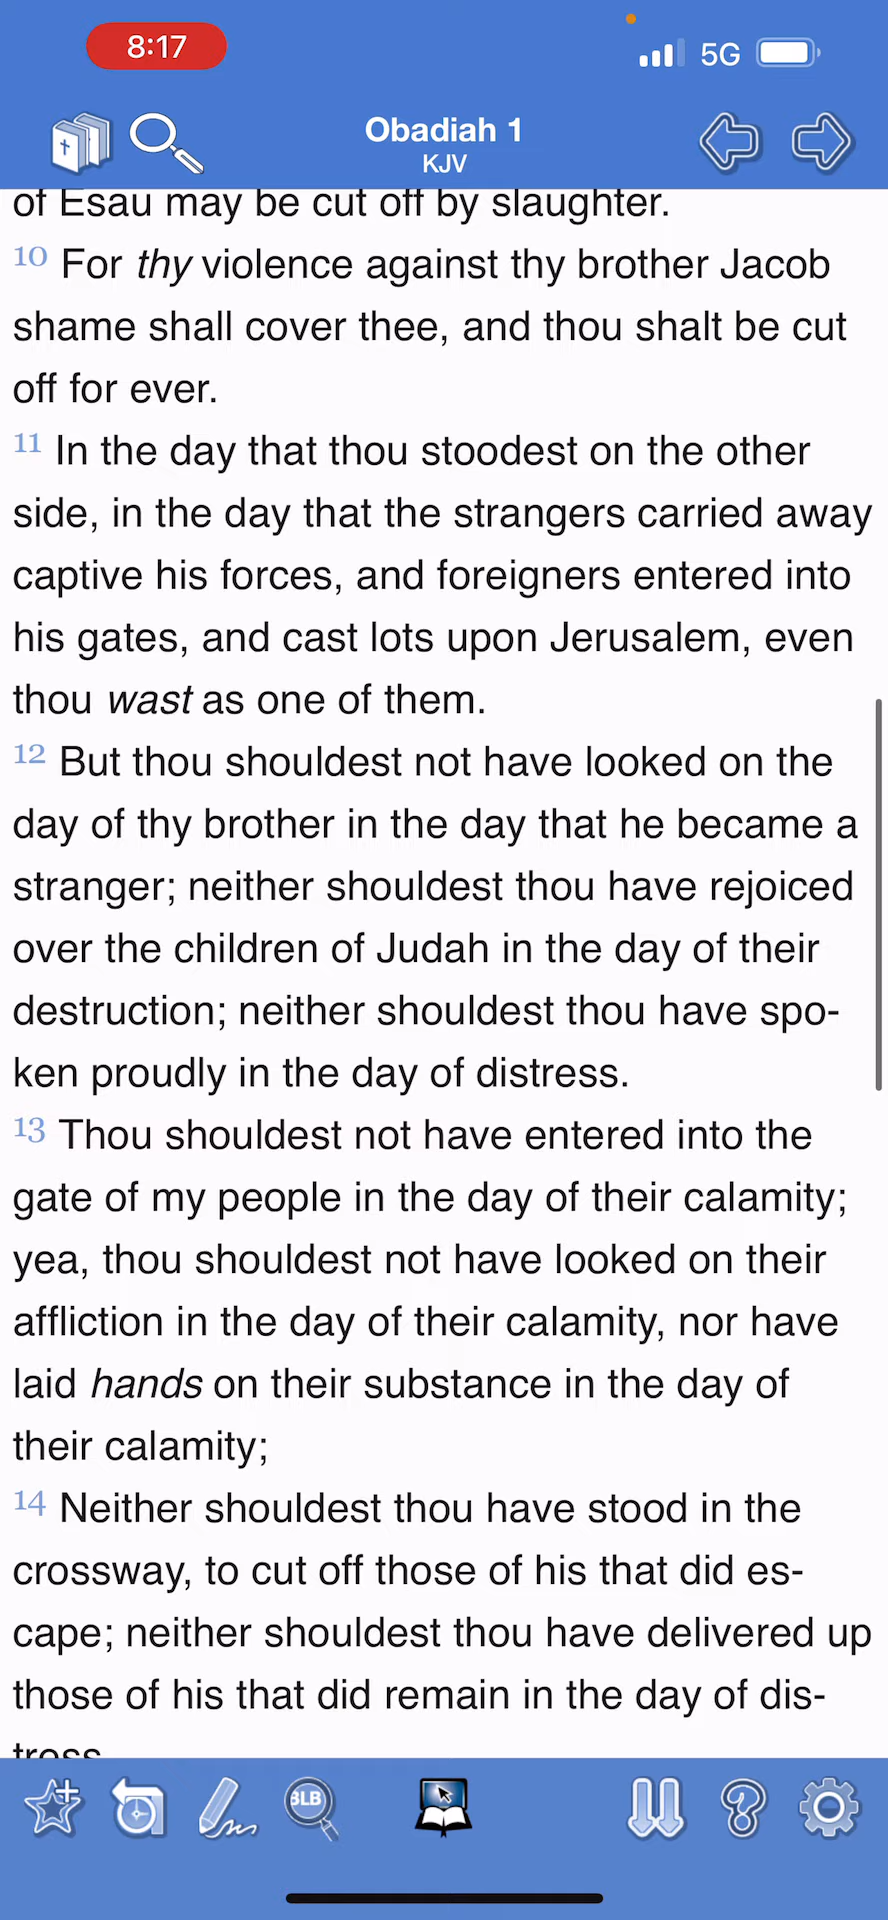 8:17
5G
Obadiah 1
KJV
of Esau may be cut off by slaughter.
10 For thy violence against thy brother Jacob
shame shall cover thee, and thou shalt be cut
off for ever.
11 In the day that thou stoodest on the other
side, in the day that the strangers carried away
captive his forces, and foreigners entered into
his gates, and cast lots upon Jerusalem, even
thou wast as one of them.
12 But thou shouldest not have looked on the
day of thy brother in the day that he became a
stranger; neither shouldest thou have rejoiced
over the children of Judah in the day of their
destruction; neither shouldest thou have spo-
ken proudly in the day of distress.
13 Thou shouldest not have entered into the
gate of my people in the day of their calamity;
yea, thou shouldest not have looked on their
affliction in the day of their calamity, nor have
laid hands on their substance in the day of
their calamity;
14 Neither shouldest thou have stood in the
crossway, to cut off those of his that did es-
cape; neither shouldest thou have delivered up
those of his that did remain in the day of dis-
tress.
BLB